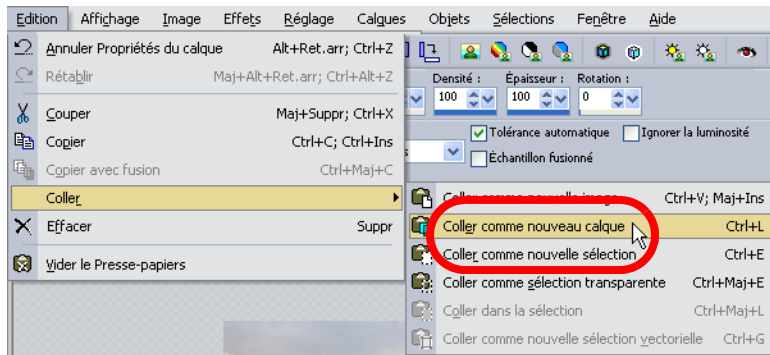 Edition Affichage Image Effets Réglage Calques Objets Sélections Fenêtre Aide
Annuler Propriétés du calque Alt+Ret.arr; Ctrl+Z
Rétablir Maj+Alt+Ret.arr; Ctrl+Alt+Z
Densité : Épaisseur : Rotation :
100 100 0
Couper Maj+Suppr; Ctrl+X
Tolérance automatique Ignorer la luminosité
Copier Ctrl+C; Ctrl+Ins
Échantillon fusionné
Copier avec fusion Ctrl+Maj+C
Coller
Coller comme nouvelle image Ctrl+V; Maj+Ins
Effacer Suppr
Coller comme nouveau calque Ctrl+L
Coller comme nouvelle sélection Ctrl+E
Vider le Presse-papiers
Coller comme sélection transparente Ctrl+Maj+E
Coller dans la sélection Ctrl+Maj+L
Coller comme nouvelle sélection vectorielle Ctrl+G